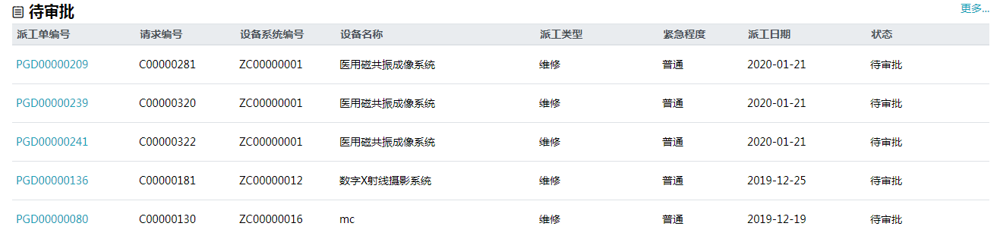 待审批 更多...
派工单编号 请求编号 设备系统编号 设备名称 派工类型 紧急程度 派工日期 状态
PGD00000209 C00000281 ZC00000001 医用磁共振成像系统 维修 普通 2020-01-21 待审批
PGD00000239 C00000320 ZC00000001 医用磁共振成像系统 维修 普通 2020-01-21 待审批
PGD00000241 C00000322 ZC00000001 医用磁共振成像系统 维修 普通 2020-01-21 待审批
PGD00000136 C00000181 ZC00000012 数字X射线摄影系统 维修 普通 2019-12-25 待审批
PGD00000080 C00000130 ZC00000016 mc 维修 普通 2019-12-19 待审批